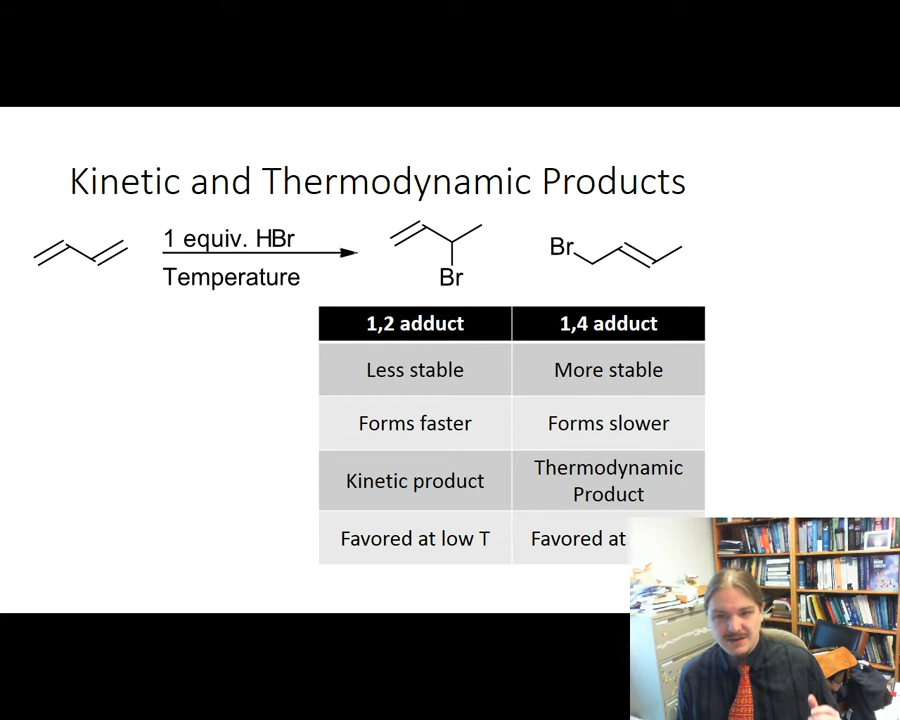 Kinetic and Thermodynamic Products
1 equiv. HBr
Temperature
Br
Br
1,2 adduct 1,4 adduct
Less stable More stable
Forms faster Forms slower
Kinetic product Thermodynamic
Product
Favored at low T Favored at